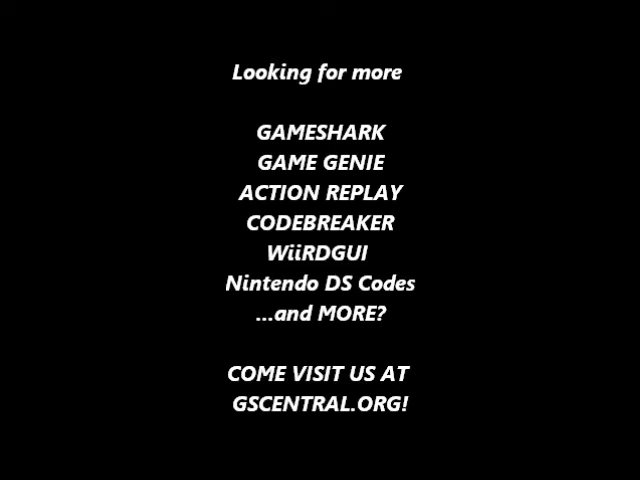 Looking for more
GAMESHARK
GAME GENIE
ACTION REPLAY
CODEBREAKER
WiiRDGUI
Nintendo DS Codes
...and MORE?
COME VISIT US AT
GSCENTRAL.ORG!